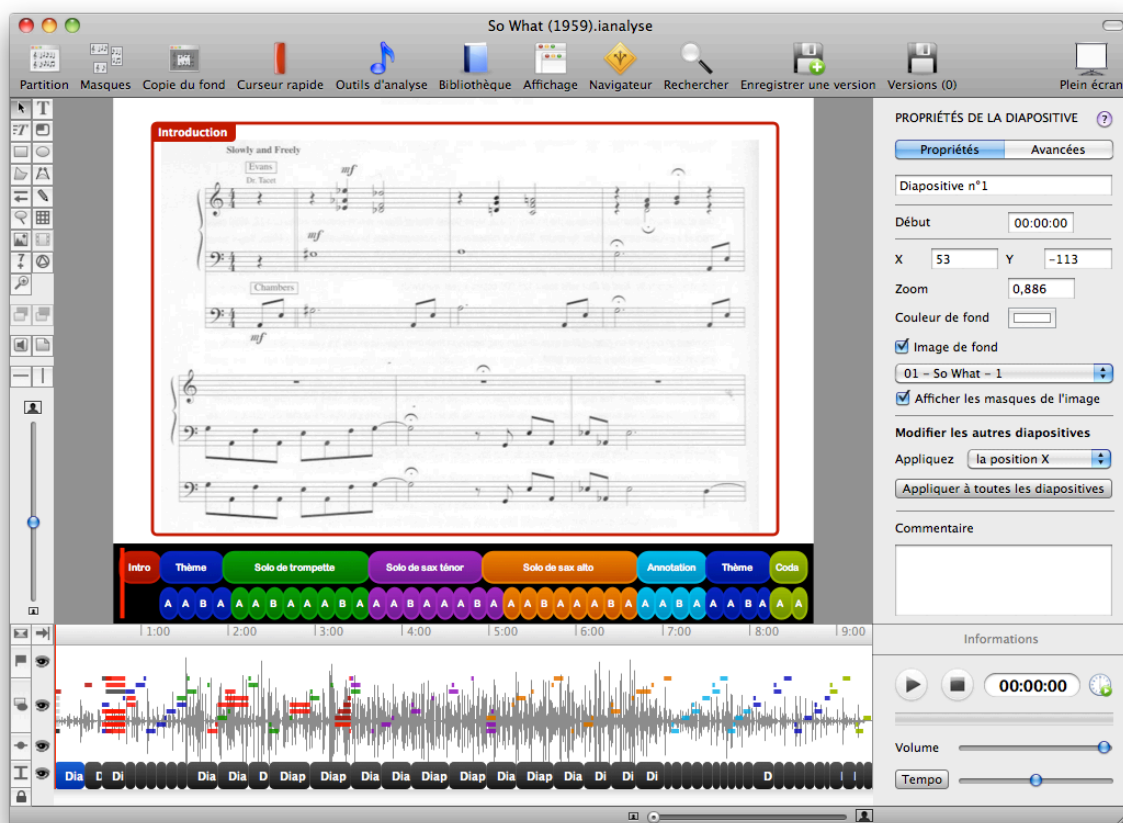 So What (1959).ianalyse
Partition Masques Copie du fond Curseur rapide Outils d'analyse Bibliothèque Affichage Navigateur Rechercher Enregistrer une version Versions (0) Plein écran
PROPRIÉTÉS DE LA DIAPOSITIVE ?
Propriétés Avancées
Diapositive n°1
Début 00:00:00
X 53 Y -113
Zoom 0,886
Couleur de fond
Image de fond
01 – So What – 1
Afficher les masques de l'image
Modifier les autres diapositives
Appliquez la position X
Appliquer à toutes les diapositives
Commentaire
Introduction
Slowly and Freely
Evans
Dr. Tacet
mf
mf
Chambers
mf
Intro Thème Solo de trompette Solo de sax ténor Solo de sax alto Annotation Thème Coda
A A B A A A B A A A B A A A B A A A B A A A B A A A B A A A B A A A B A A A
1:00 2:00 3:00 4:00 5:00 6:00 7:00 8:00 9:00
Dia D Di Dia Dia D Diap Dia Dia Diap Diap Dia Diap Dia Di Di Di D
Informations
00:00:00
Volume
Tempo